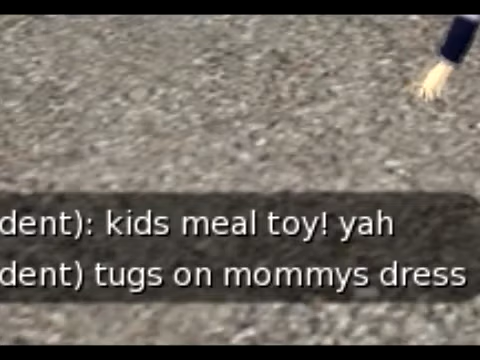 dent): kids meal toy! yah
dent) tugs on mommys dress